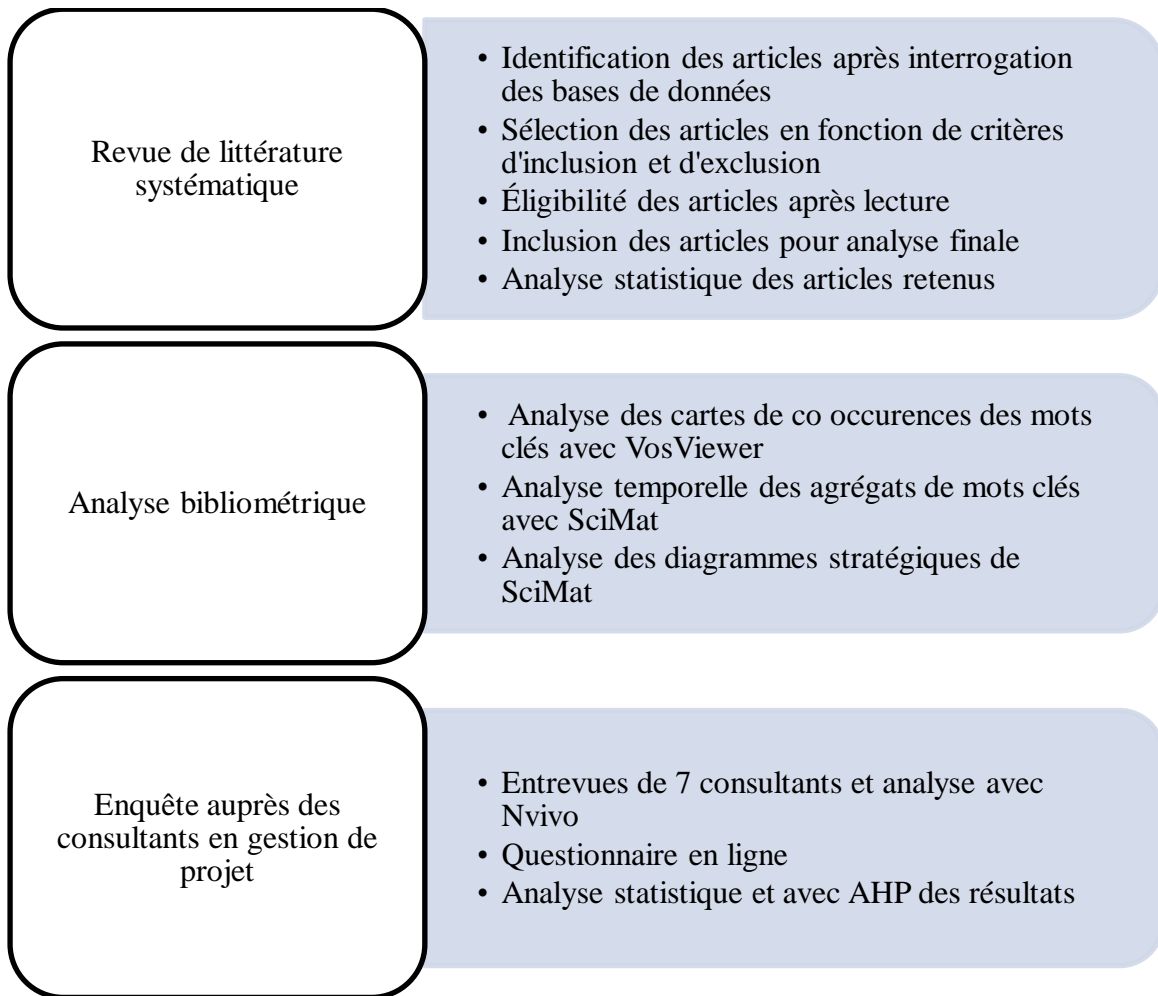 Revue de littérature
systématique
• Identification des articles après interrogation
des bases de données
• Sélection des articles en fonction de critères
d'inclusion et d'exclusion
• Éligibilité des articles après lecture
• Inclusion des articles pour analyse finale
• Analyse statistique des articles retenus
Analyse bibliométrique
• Analyse des cartes de co occurences des mots
clés avec VosViewer
• Analyse temporelle des agrégats de mots clés
avec SciMat
• Analyse des diagrammes stratégiques de
SciMat
Enquête auprès des
consultants en gestion de
projet
• Entrevues de 7 consultants et analyse avec
Nvivo
• Questionnaire en ligne
• Analyse statistique et avec AHP des résultats